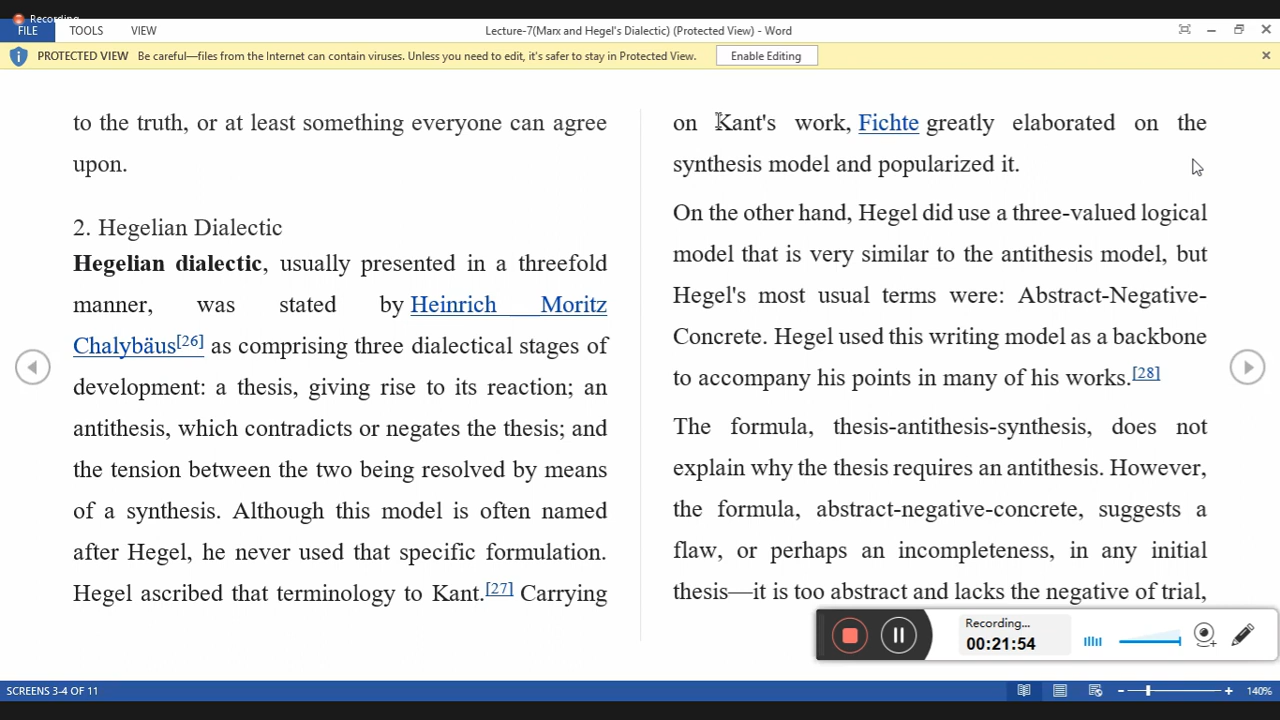 Recording...
FILE TOOLS VIEW
Lecture-7(Marx and Hegel's Dialectic) (Protected View) - Word
PROTECTED VIEW Be careful—files from the Internet can contain viruses. Unless you need to edit, it's safer to stay in Protected View. Enable Editing
to the truth, or at least something everyone can agree
upon.
2. Hegelian Dialectic
Hegelian dialectic, usually presented in a threefold
manner, was stated by Heinrich Moritz
Chalybäus[26] as comprising three dialectical stages of
development: a thesis, giving rise to its reaction; an
antithesis, which contradicts or negates the thesis; and
the tension between the two being resolved by means
of a synthesis. Although this model is often named
after Hegel, he never used that specific formulation.
Hegel ascribed that terminology to Kant.[27] Carrying
on Kant's work, Fichte greatly elaborated on the
synthesis model and popularized it.
On the other hand, Hegel did use a three-valued logical
model that is very similar to the antithesis model, but
Hegel's most usual terms were: Abstract-Negative-
Concrete. Hegel used this writing model as a backbone
to accompany his points in many of his works.[28]
The formula, thesis-antithesis-synthesis, does not
explain why the thesis requires an antithesis. However,
the formula, abstract-negative-concrete, suggests a
flaw, or perhaps an incompleteness, in any initial
thesis—it is too abstract and lacks the negative of trial,
Recording...
00:21:54
SCREENS 3-4 OF 11
140%